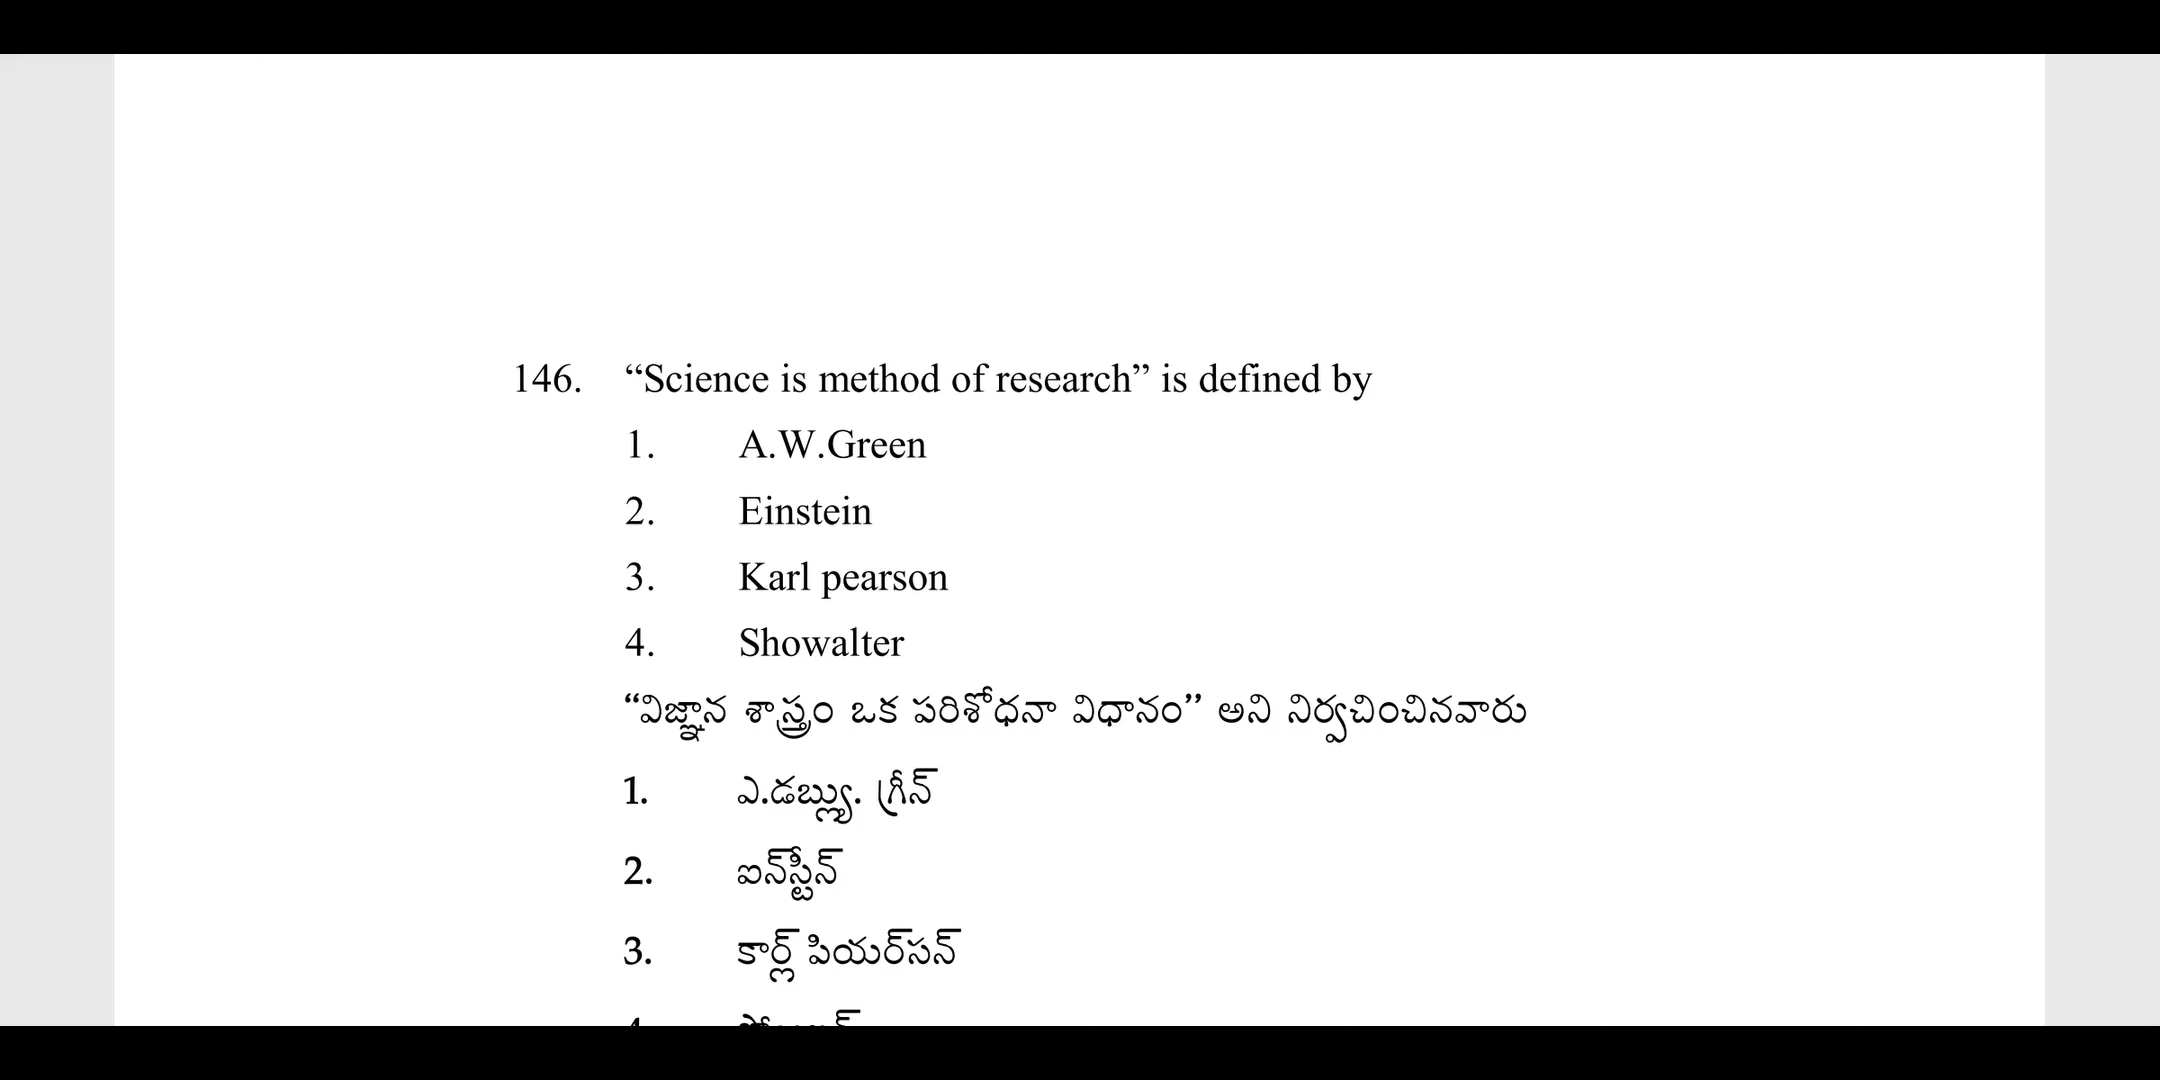 146. “Science is method of research” is defined by
1. A.W.Green
2. Einstein
3. Karl pearson
4. Showalter
“విజ్ఞాన శాస్త్రం ఒక పరిశోధనా విధానం” అని నిర్వచించినవారు
1. ఎ.డబ్ల్యు. గ్రీన్
2. ఐన్‌స్టీన్
3. కార్ల్ పియర్‌సన్